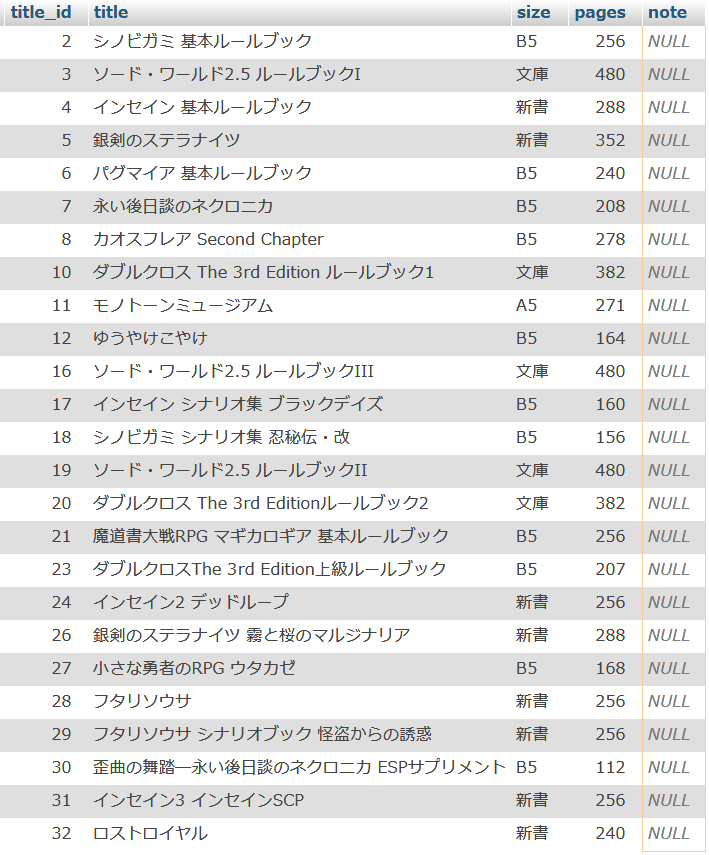 title_id title size pages note
2 シノビガミ 基本ルールブック B5 256 NULL
3 ソード・ワールド2.5 ルールブックI 文庫 480 NULL
4 インセイン 基本ルールブック 新書 288 NULL
5 銀剣のステラナイツ 新書 352 NULL
6 パグマイア 基本ルールブック B5 240 NULL
7 永い後日談のネクロニカ B5 208 NULL
8 カオスフレア Second Chapter B5 278 NULL
10 ダブルクロス The 3rd Edition ルールブック1 文庫 382 NULL
11 モノトーンミュージアム A5 271 NULL
12 ゆうやけこやけ B5 164 NULL
16 ソード・ワールド2.5 ルールブックIII 文庫 480 NULL
17 インセイン シナリオ集 ブラックデイズ B5 160 NULL
18 シノビガミ シナリオ集 忍秘伝・改 B5 156 NULL
19 ソード・ワールド2.5 ルールブックII 文庫 480 NULL
20 ダブルクロス The 3rd Editionルールブック2 文庫 382 NULL
21 魔道書大戦RPG マギカロギア 基本ルールブック B5 256 NULL
23 ダブルクロスThe 3rd Edition上級ルールブック B5 207 NULL
24 インセイン2 デッドループ 新書 256 NULL
26 銀剣のステラナイツ 霧と桜のマルジナリア 新書 288 NULL
27 小さな勇者のRPG ウタカゼ B5 168 NULL
28 フタリソウサ 新書 256 NULL
29 フタリソウサ シナリオブック 怪盗からの誘惑 新書 256 NULL
30 歪曲の舞踏―永い後日談のネクロニカ ESPサプリメント B5 112 NULL
31 インセイン3 インセインSCP 新書 256 NULL
32 ロストロイヤル 新書 240 NULL